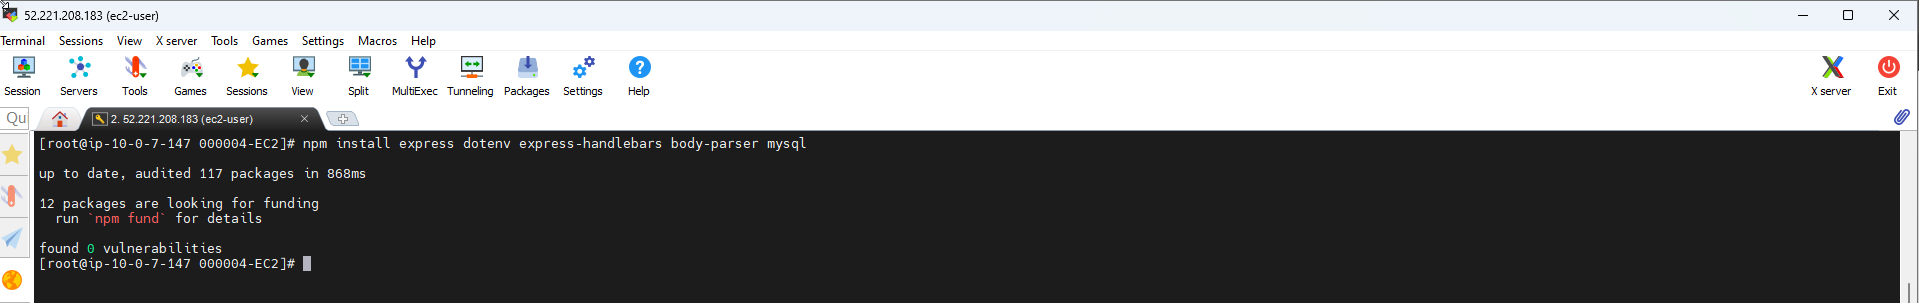 52.221.208.183 (ec2-user)
Terminal Sessions View X server Tools Games Settings Macros Help
Session Servers Tools Games Sessions View Split MultiExec Tunneling Packages Settings Help X server Exit
Qu 2. 52.221.208.183 (ec2-user)
[root@ip-10-0-7-147 000004-EC2]# npm install express dotenv express-handlebars body-parser mysql
up to date, audited 117 packages in 868ms
12 packages are looking for funding
run `npm fund` for details
found 0 vulnerabilities
[root@ip-10-0-7-147 000004-EC2]#